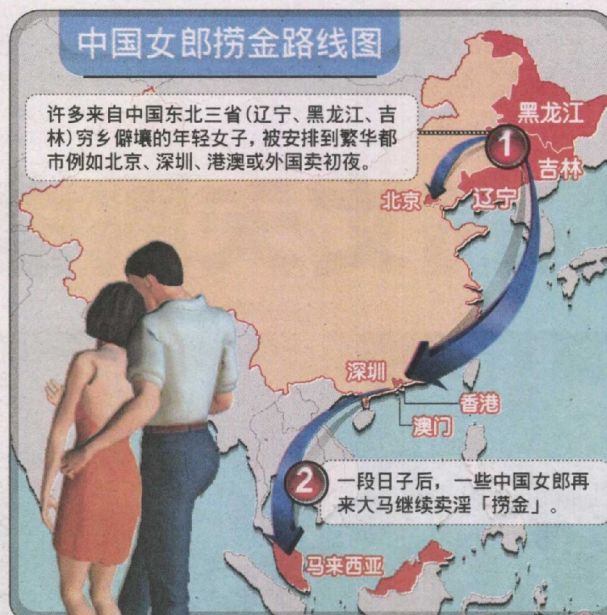 中国女郎捞金路线图
许多来自中国东北三省(辽宁、黑龙江、吉
林)穷乡僻壤的年轻女子,被安排到繁华都
市例如北京、深圳、港澳或外国卖初夜。
1
黑龙江
吉林
辽宁
北京
深圳
香港
澳门
2
一段日子后,一些中国女郎再
来大马继续卖淫「捞金」。
马来西亚